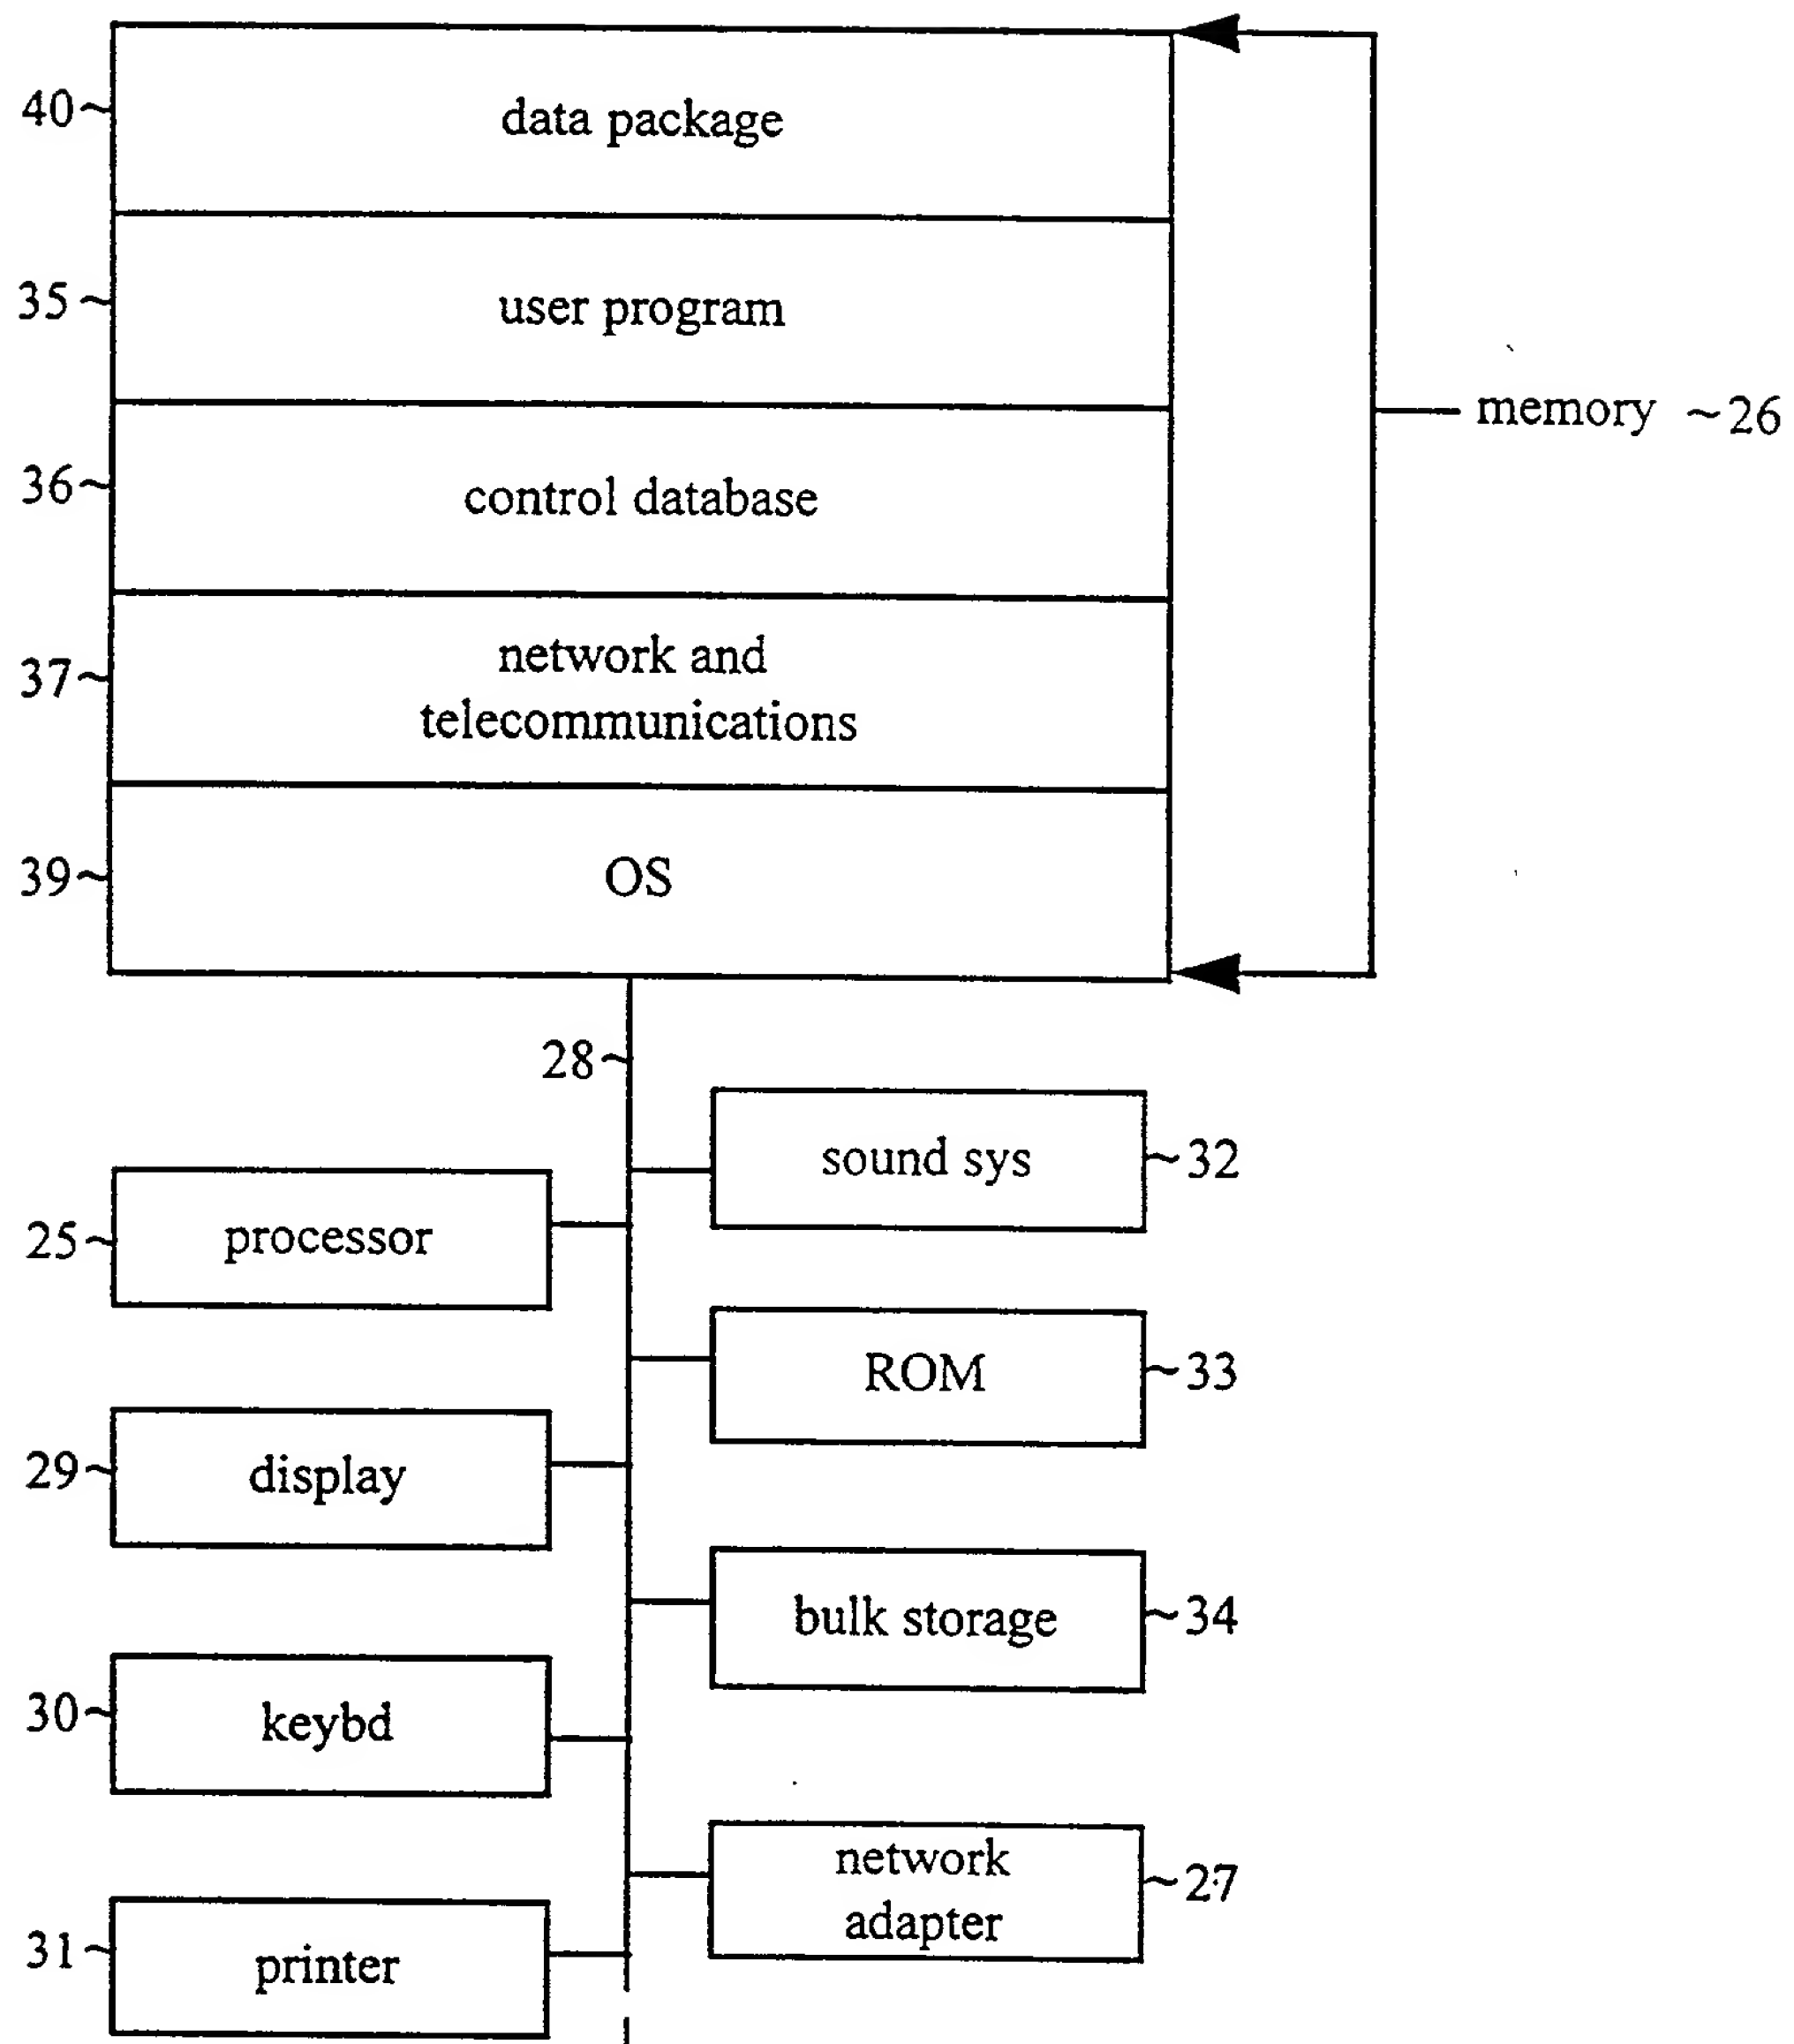 40~ data package
35~ user program
memory ~26
36~ control database
37~ network and
telecommunications
39~ OS
28~
sound sys ~32
25~ processor
ROM ~33
29~ display
bulk storage ~34
30~ keybd
network
adapter ~27
31~ printer